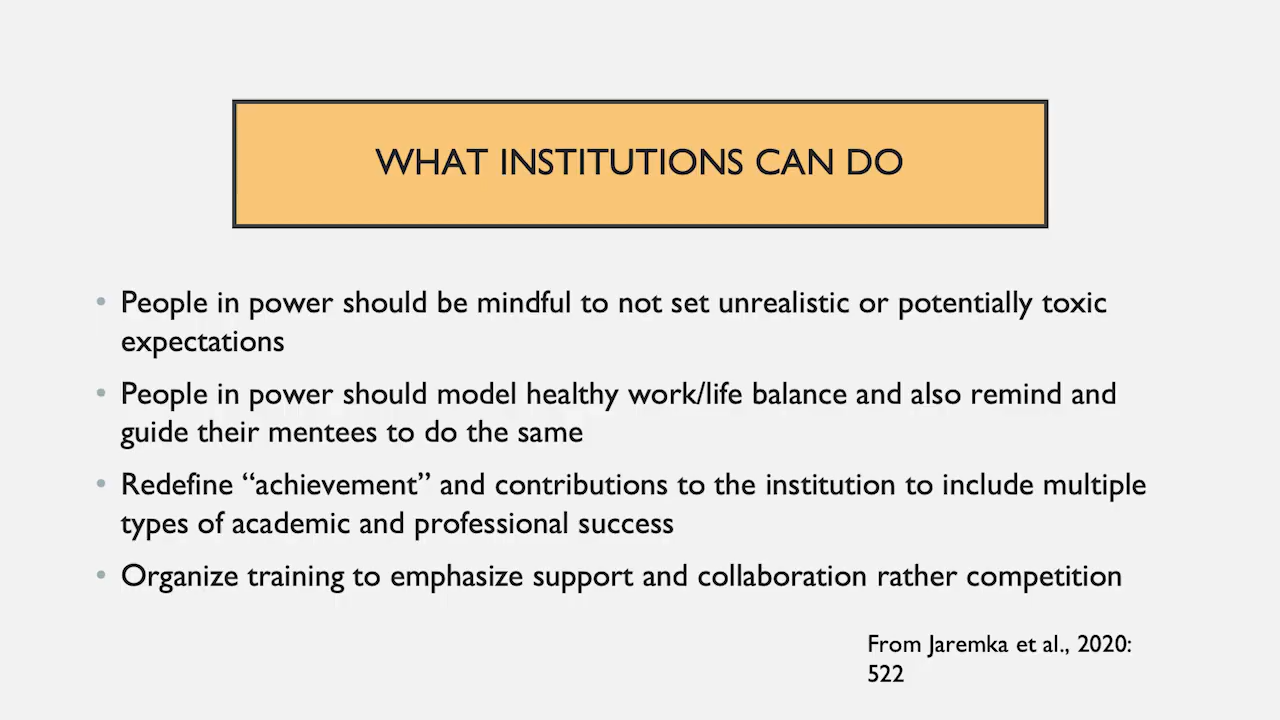 WHAT INSTITUTIONS CAN DO
• People in power should be mindful to not set unrealistic or potentially toxic
expectations
• People in power should model healthy work/life balance and also remind and
guide their mentees to do the same
• Redefine “achievement” and contributions to the institution to include multiple
types of academic and professional success
• Organize training to emphasize support and collaboration rather competition
From Jaremka et al., 2020:
522